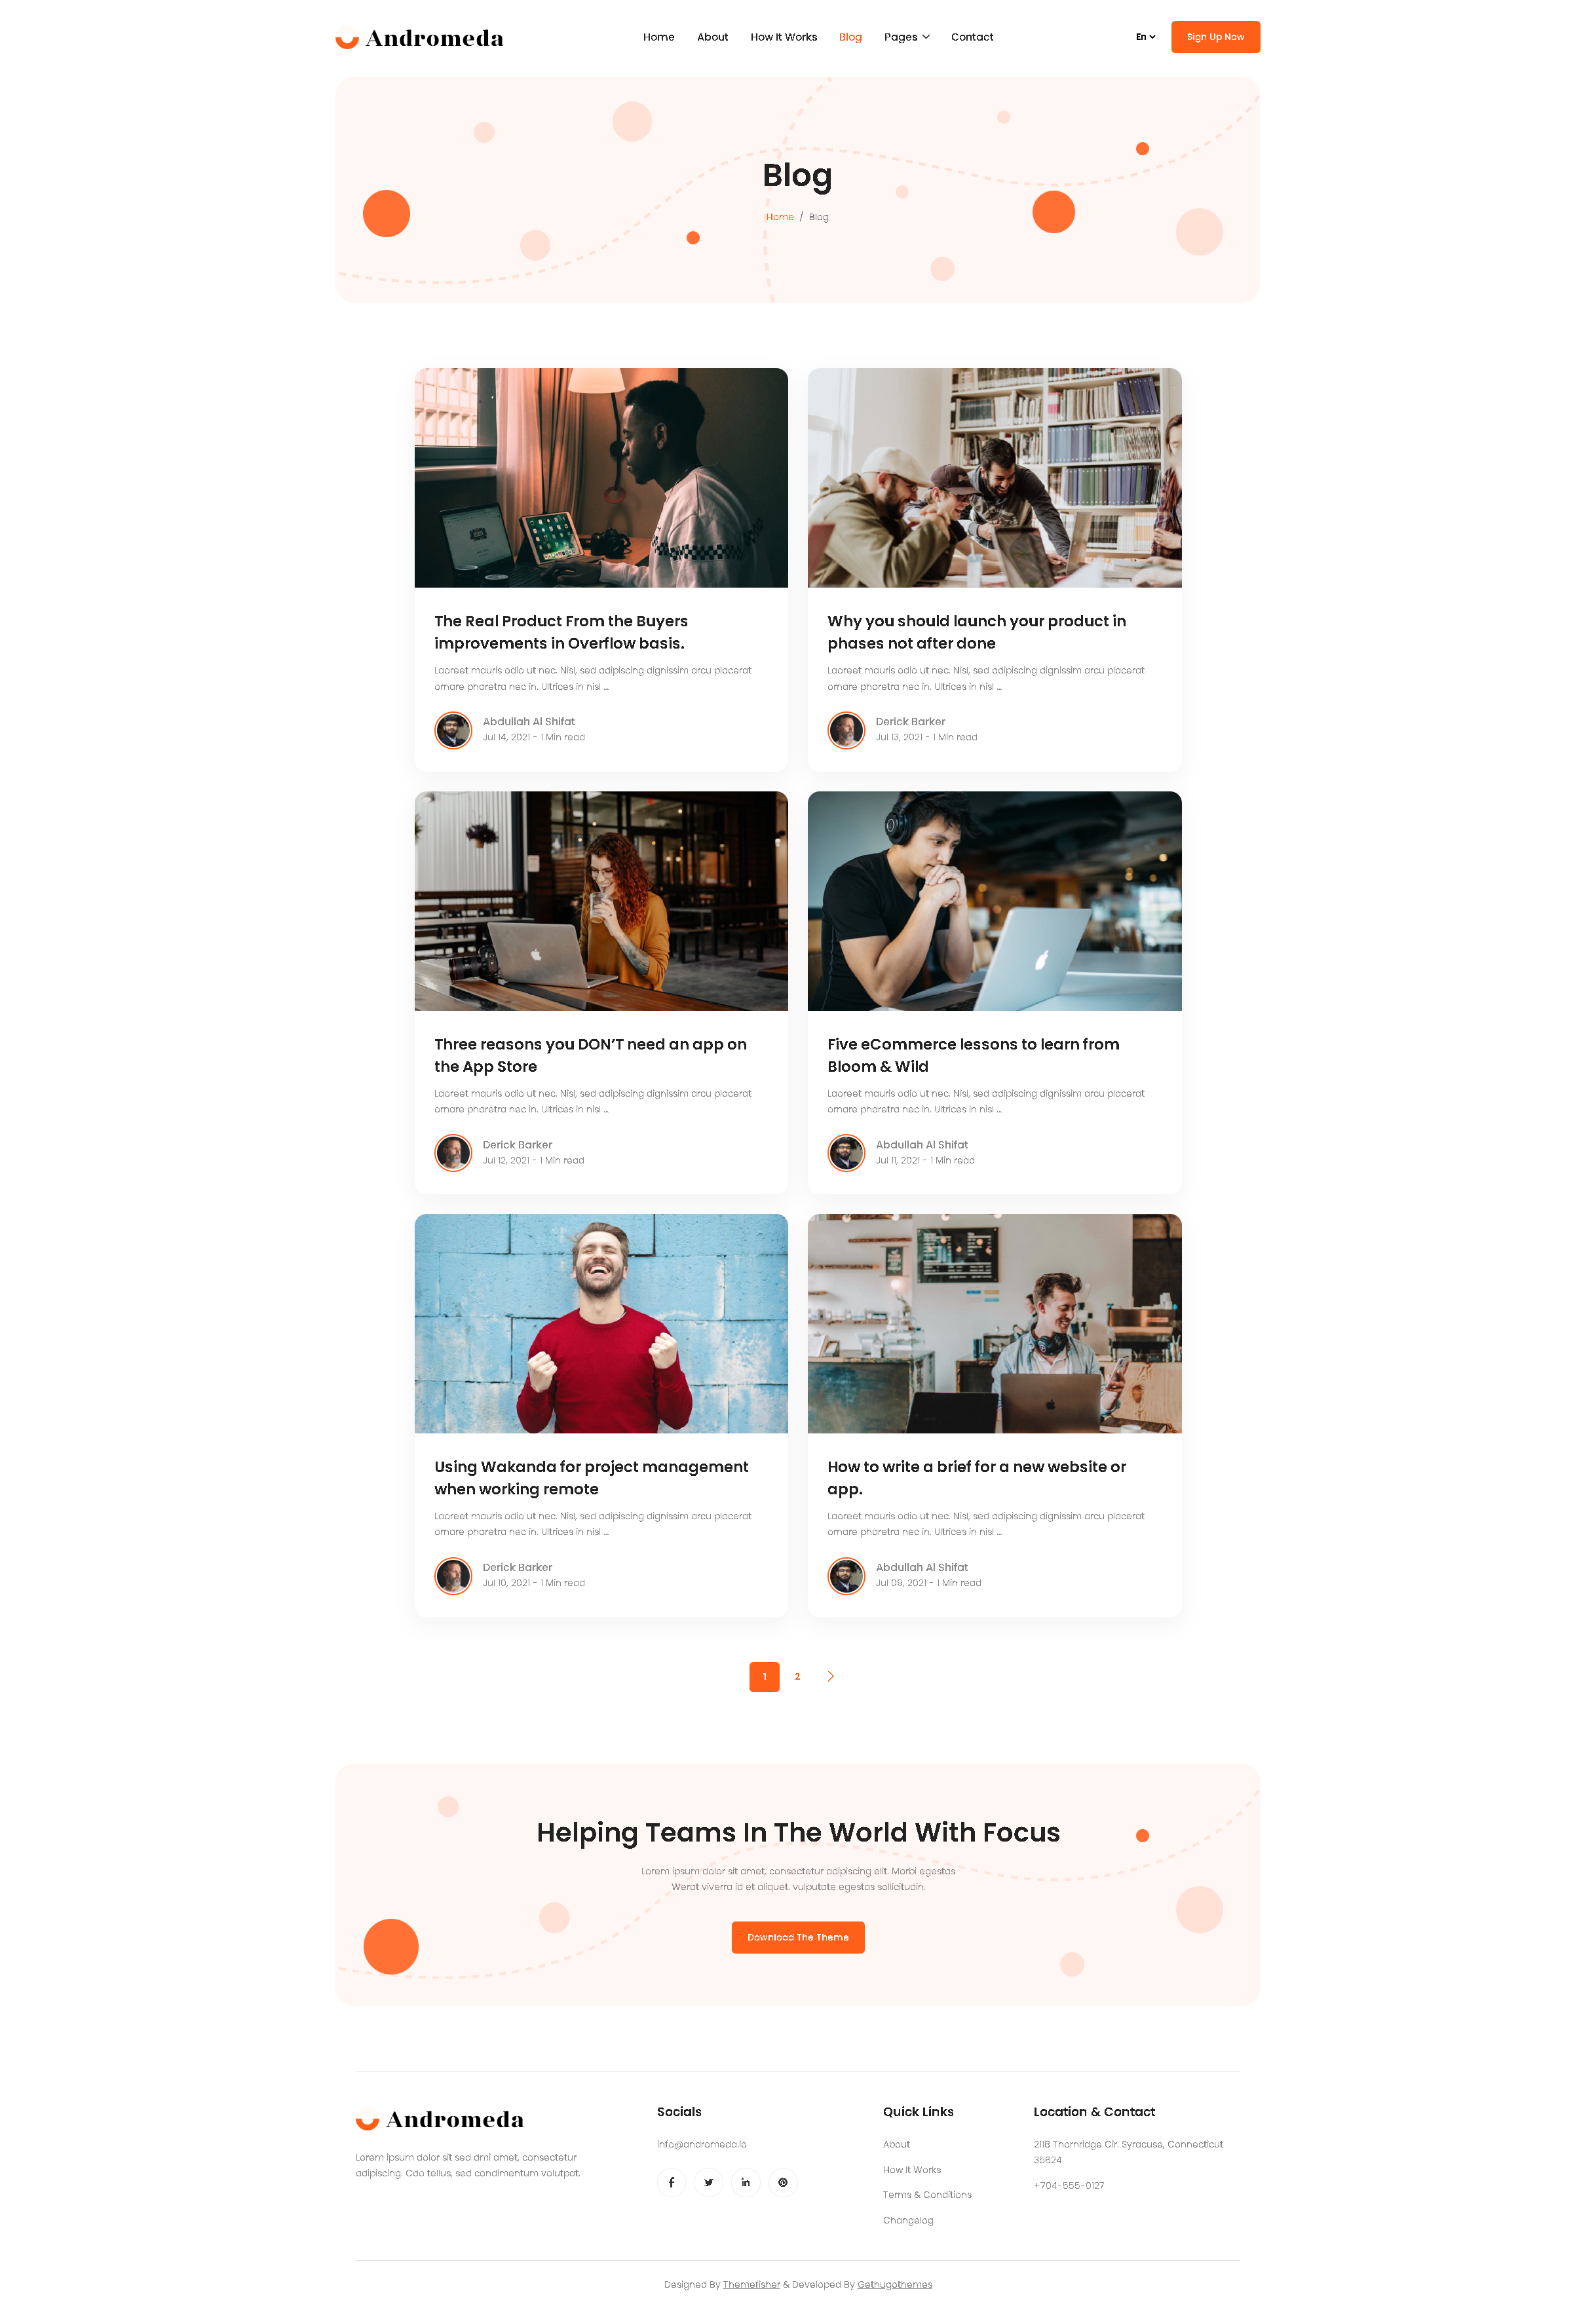 Andromeda
Home About How It Works Blog Pages Contact
En
Sign Up Now
Blog
Home / Blog
The Real Product From the Buyers
improvements in Overflow basis.
Laoreet mauris odio ut nec. Nisl, sed adipiscing dignissim arcu placerat
ornare pharetra nec in. Ultrices in nisl ...
Abdullah Al Shifat
Jul 14, 2021 - 1 Min read
Why you should launch your product in
phases not after done
Laoreet mauris odio ut nec. Nisl, sed adipiscing dignissim arcu placerat
ornare pharetra nec in. Ultrices in nisl ...
Derick Barker
Jul 13, 2021 - 1 Min read
Three reasons you DON’T need an app on
the App Store
Laoreet mauris odio ut nec. Nisl, sed adipiscing dignissim arcu placerat
ornare pharetra nec in. Ultrices in nisl ...
Derick Barker
Jul 12, 2021 - 1 Min read
Five eCommerce lessons to learn from
Bloom & Wild
Laoreet mauris odio ut nec. Nisl, sed adipiscing dignissim arcu placerat
ornare pharetra nec in. Ultrices in nisl ...
Abdullah Al Shifat
Jul 11, 2021 - 1 Min read
Using Wakanda for project management
when working remote
Laoreet mauris odio ut nec. Nisl, sed adipiscing dignissim arcu placerat
ornare pharetra nec in. Ultrices in nisl ...
Derick Barker
Jul 10, 2021 - 1 Min read
How to write a brief for a new website or
app.
Laoreet mauris odio ut nec. Nisl, sed adipiscing dignissim arcu placerat
ornare pharetra nec in. Ultrices in nisl ...
Abdullah Al Shifat
Jul 09, 2021 - 1 Min read
1 2
Helping Teams In The World With Focus
Lorem ipsum dolor sit amet, consectetur adipiscing elit. Morbi egestas
Werat viverra id et aliquet. vulputate egestas sollicitudin.
Download The Theme
Andromeda
Lorem ipsum dolor sit sed dmi amet, consectetur
adipiscing. Cdo tellus, sed condimentum volutpat.
Socials
info@andromeda.io
Quick Links
About
How It Works
Terms & Conditions
Changelog
Location & Contact
2118 Thornridge Cir. Syracuse, Connecticut
35624
+704-555-0127
Designed By Themefisher & Developed By Gethugothemes